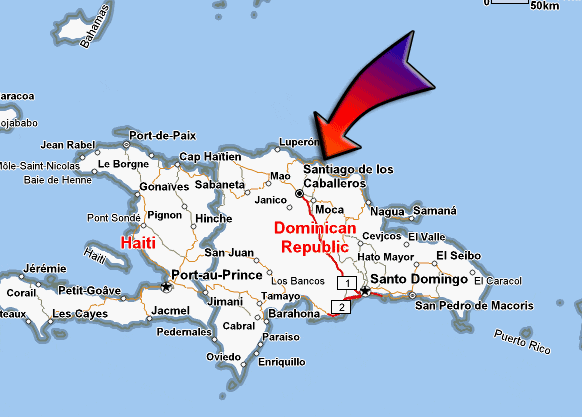 0
50km
Bahamas
aracoa
ojababo
Port-de-Paix
Jean Rabel
Luperón
Môle-Saint-Nicolas
Le Borgne
Cap Haïtien
Santiago de los
Caballeros
Baie de Henne
Mao
Gonaïves
Sabaneta
Janico
Moca
Nagua
Samaná
Pont Sondé
Pignon
Hinche
Dominican
Republic
Haiti
Cevjcos
El Valle
San Juan
Hato Mayor
El Seibo
Jérémie
Port-au-Prince
Los Bancos
1
Santo Domingo
El Caracol
Corail
Petit-Goâve
Jimani
Tamayo
2
San Pedro de Macoris
teaux
Les Cayes
Jacmel
Barahona
Cabral
Pedernales
Paraiso
Puerto Rico
Oviedo
Enriquillo